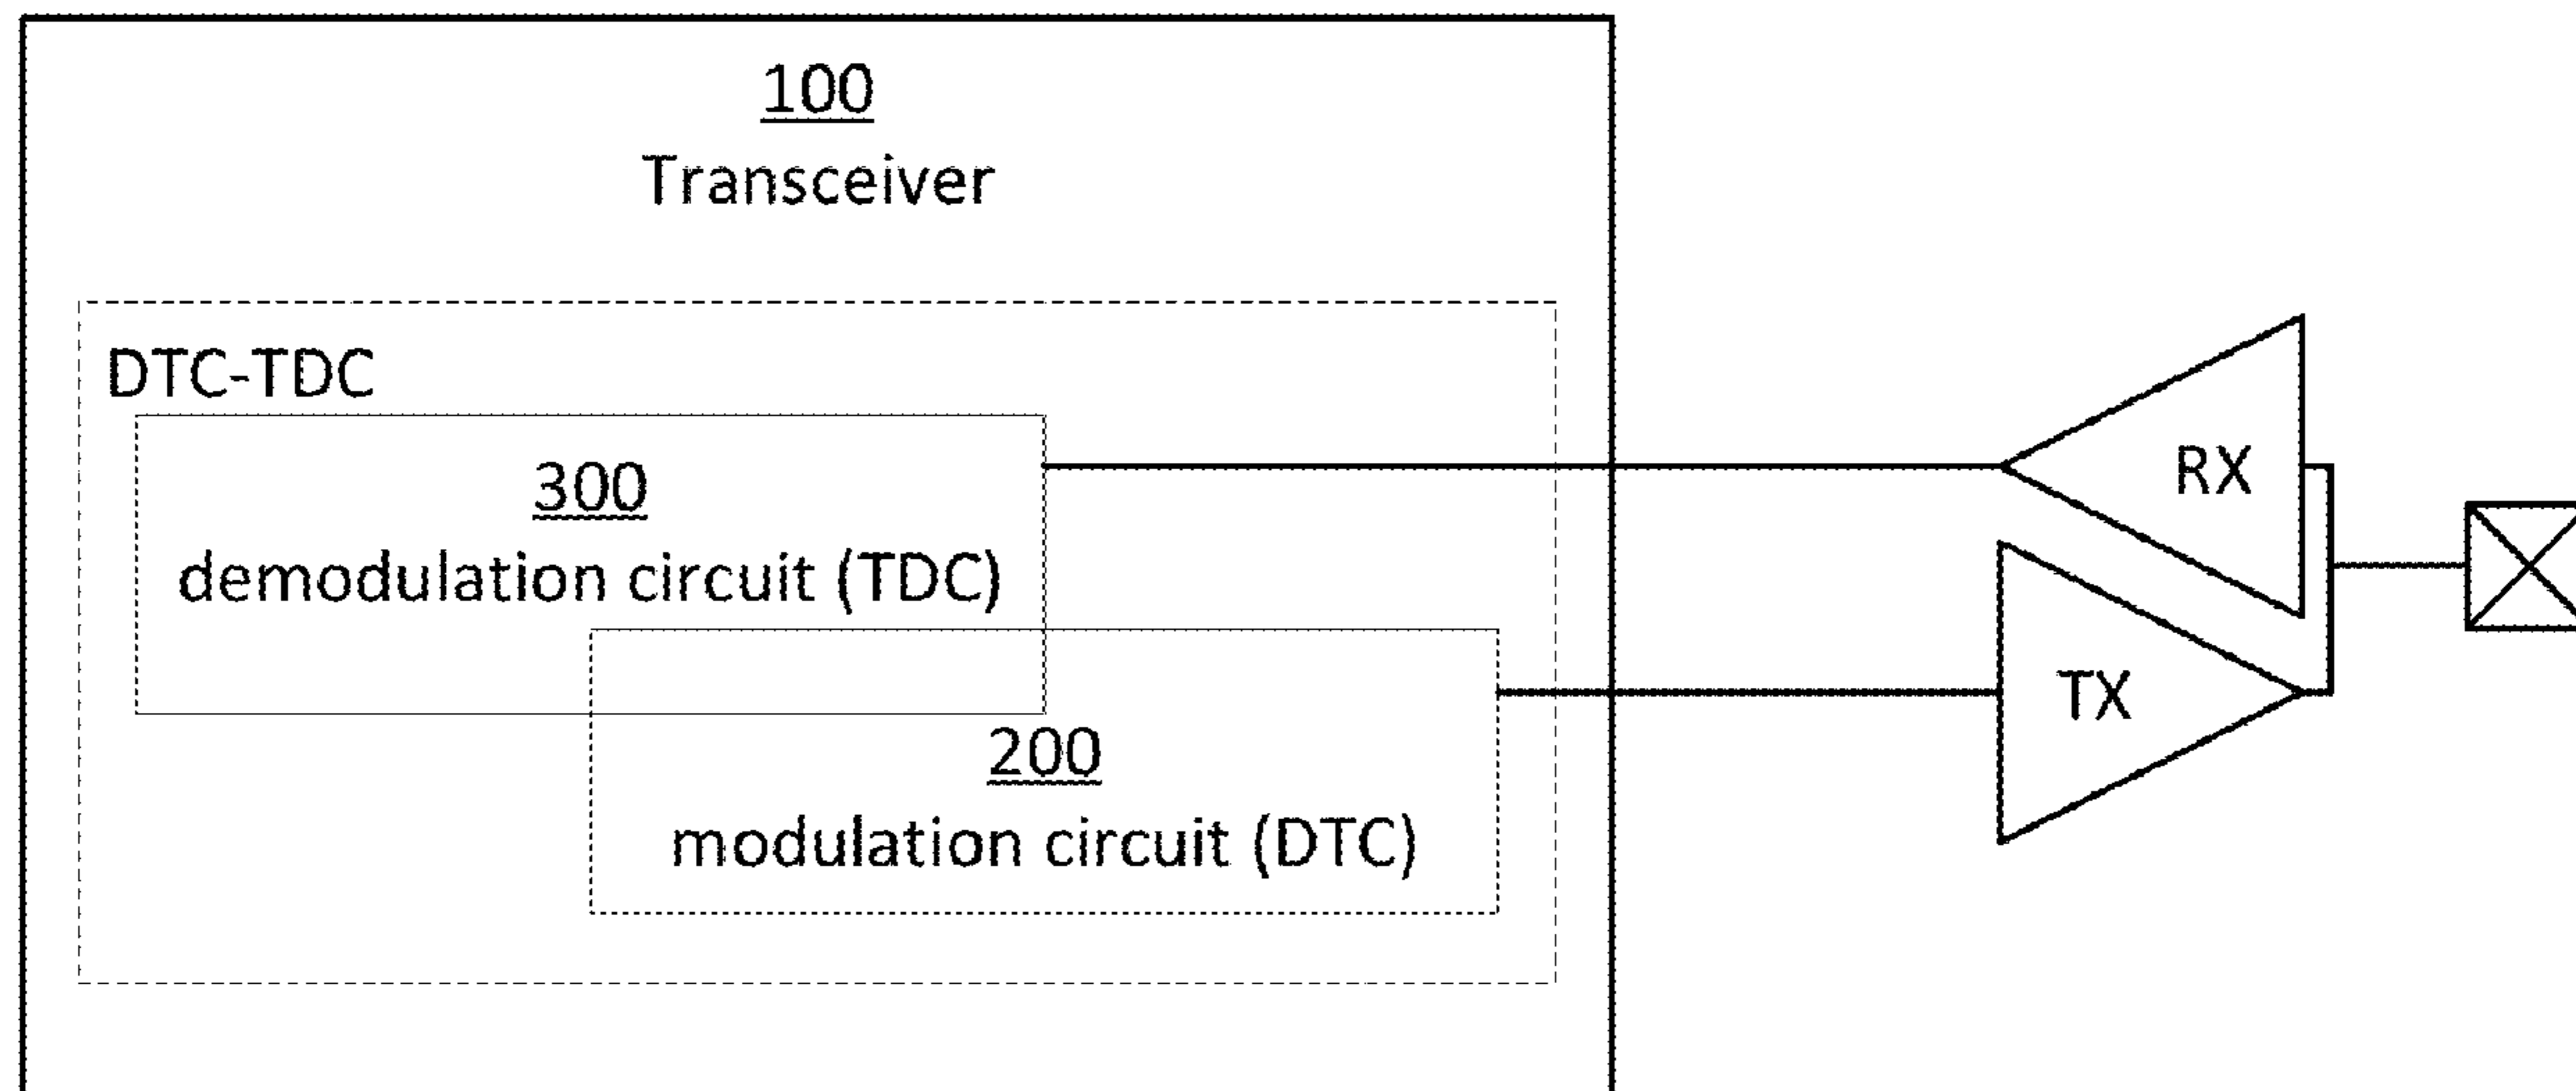 100
Transceiver
DTC-TDC
300
demodulation circuit (TDC)
RX
TX
200
modulation circuit (DTC)